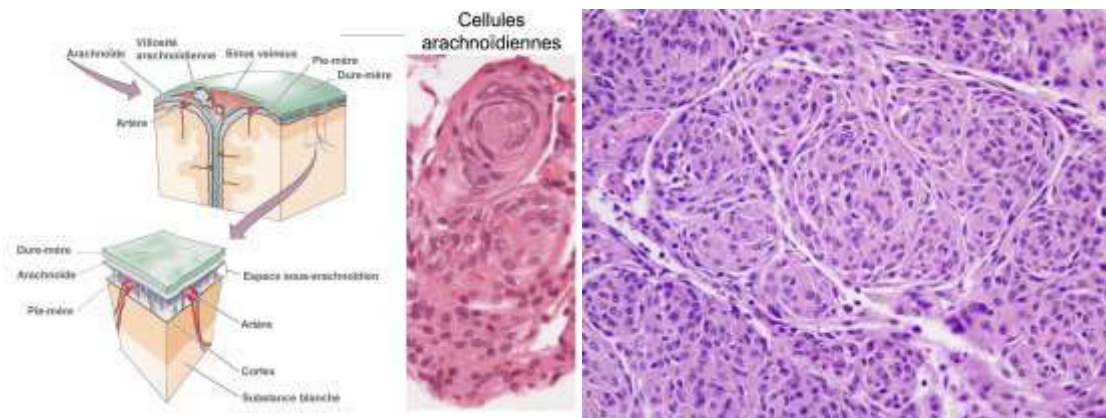 Cellules
arachnoïdiennes
Arachnoïde
Villosité
arachnoïdienne
Sinus veineux
Pie-mère
Dure-mère
Artère
Dure-mère
Arachnoïde
Pie-mère
Espace sous-arachnoïdien
Artère
Cortex
Substance blanche